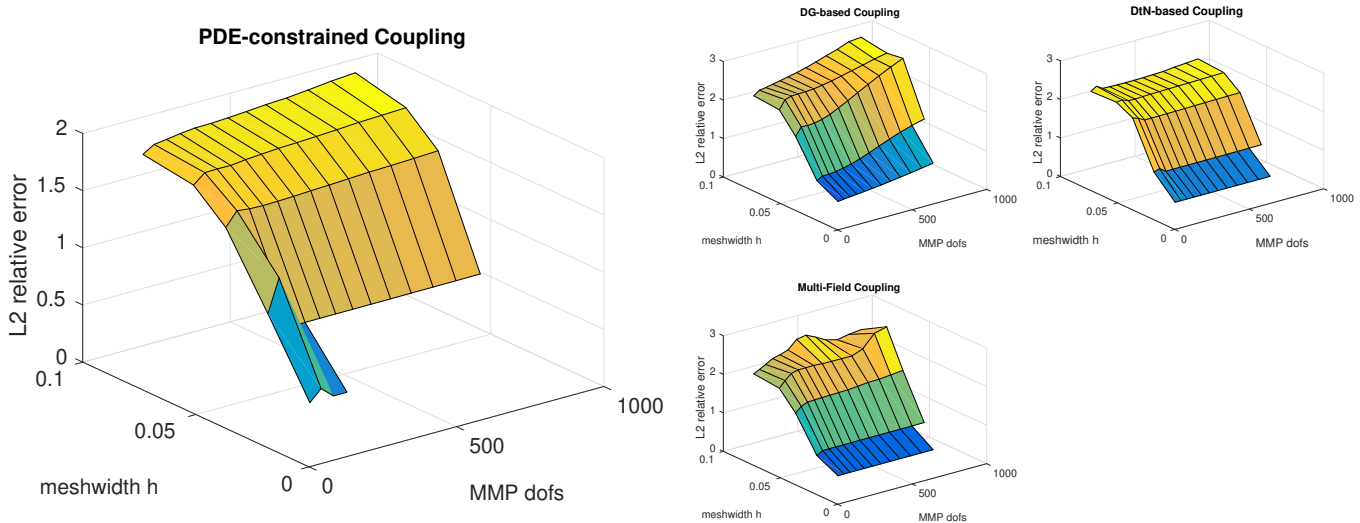 PDE-constrained Coupling
2
1.5
1
0.5
0
L2 relative error
0.1
0.05
0
meshwidth h
0
500
1000
MMP dofs
DG-based Coupling
3
2
1
0
L2 relative error
0.1
0.05
0
meshwidth h
0
500
1000
MMP dofs
DtN-based Coupling
3
2
1
0
L2 relative error
0.1
0.05
0
meshwidth h
0
500
1000
MMP dofs
Multi-Field Coupling
3
2
1
0
L2 relative error
0.1
0.05
0
meshwidth h
0
500
1000
MMP dofs